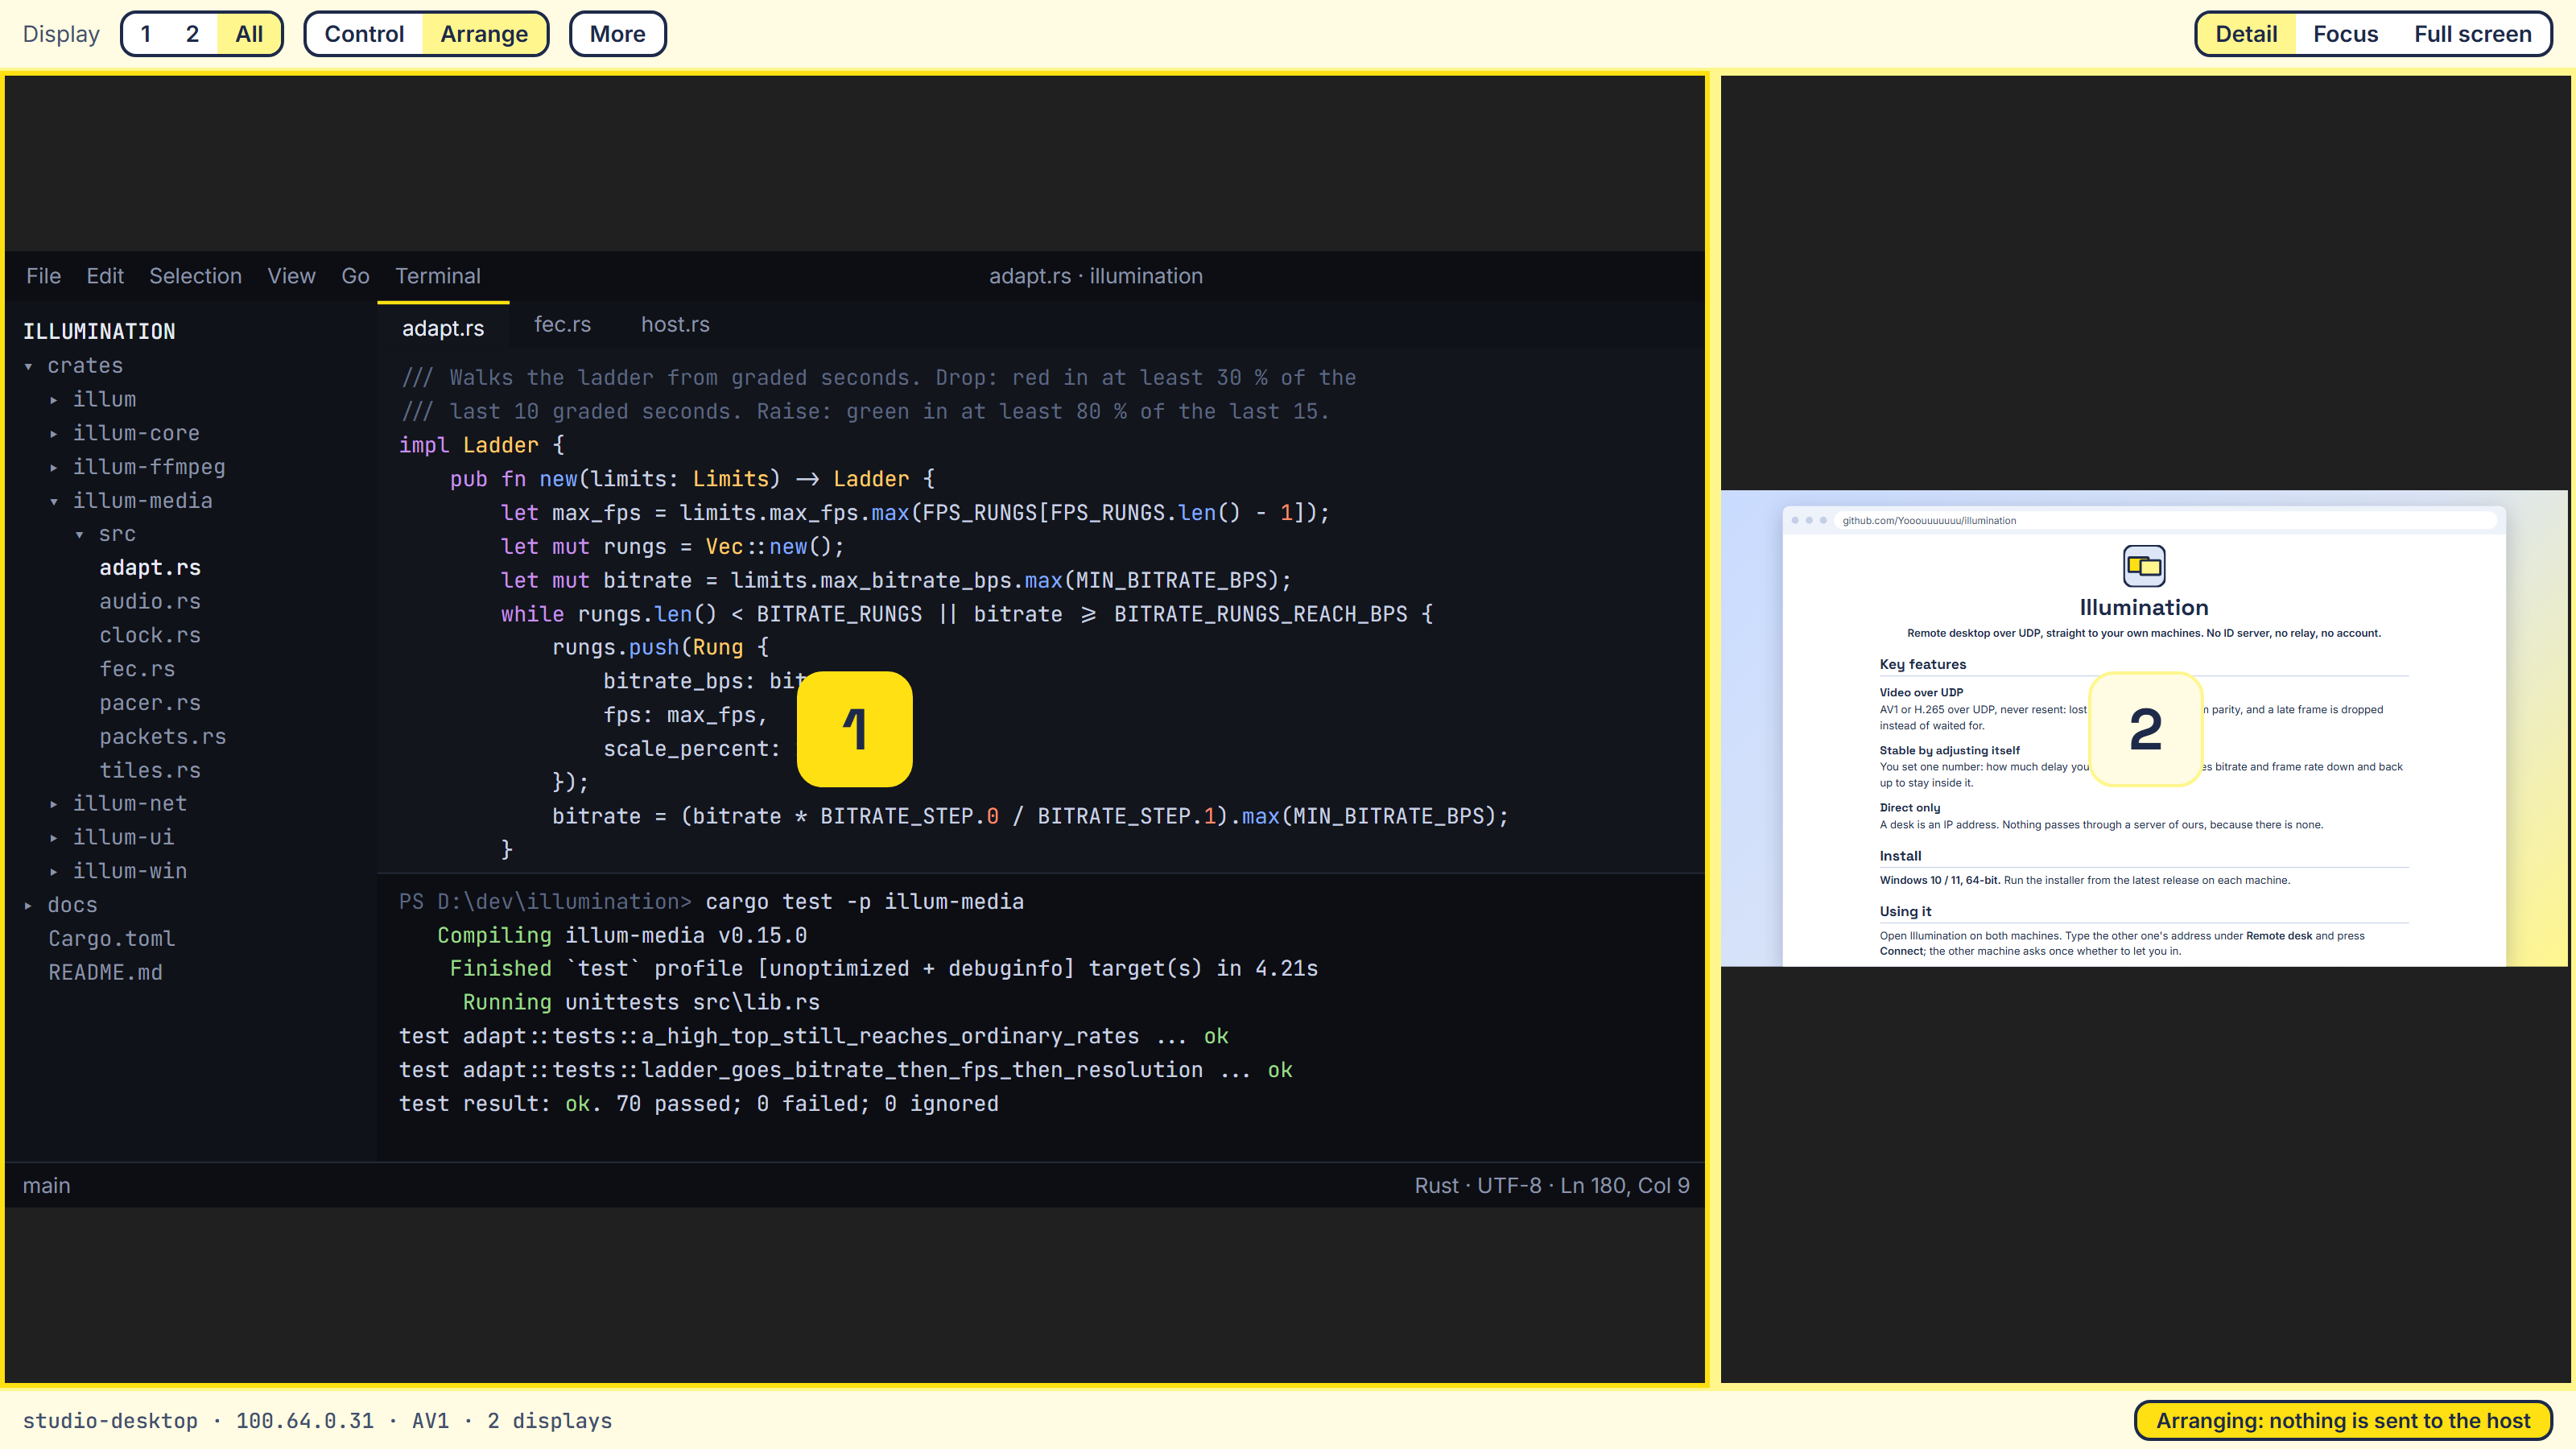 Display 1 2 All Control Arrange More Detail Focus Full screen
File Edit Selection View Go Terminal adapt.rs · illumination
ILLUMINATION
▾ crates
▸ illum
▸ illum-core
▸ illum-ffmpeg
▾ illum-media
▾ src
adapt.rs
audio.rs
clock.rs
fec.rs
pacer.rs
packets.rs
tiles.rs
▸ illum-net
▸ illum-ui
▸ illum-win
▸ docs
Cargo.toml
README.md
adapt.rs fec.rs host.rs
/// Walks the ladder from graded seconds. Drop: red in at least 30 % of the
/// last 10 graded seconds. Raise: green in at least 80 % of the last 15.
impl Ladder {
pub fn new(limits: Limits) -> Ladder {
let max_fps = limits.max_fps.max(FPS_RUNGS[FPS_RUNGS.len() - 1]);
let mut rungs = Vec::new();
let mut bitrate = limits.max_bitrate_bps.max(MIN_BITRATE_BPS);
while rungs.len() < BITRATE_RUNGS || bitrate >= BITRATE_RUNGS_REACH_BPS {
rungs.push(Rung {
bitrate_bps: bit
fps: max_fps,
scale_percent:
});
bitrate = (bitrate * BITRATE_STEP.0 / BITRATE_STEP.1).max(MIN_BITRATE_BPS);
}
1
PS D:\dev\illumination> cargo test -p illum-media
Compiling illum-media v0.15.0
Finished `test` profile [unoptimized + debuginfo] target(s) in 4.21s
Running unittests src\lib.rs
test adapt::tests::a_high_top_still_reaches_ordinary_rates ... ok
test adapt::tests::ladder_goes_bitrate_then_fps_then_resolution ... ok
test result: ok. 70 passed; 0 failed; 0 ignored
main Rust · UTF-8 · Ln 180, Col 9
github.com/Yooouuuuuuu/illumination
Illumination
Remote desktop over UDP, straight to your own machines. No ID server, no relay, no account.
Key features
Video over UDP
AV1 or H.265 over UDP, never resent: lost parity, and a late frame is dropped
instead of waited for.
Stable by adjusting itself
You set one number: how much delay you bitrate and frame rate down and back
up to stay inside it.
Direct only
A desk is an IP address. Nothing passes through a server of ours, because there is none.
Install
Windows 10 / 11, 64-bit. Run the installer from the latest release on each machine.
Using it
Open Illumination on both machines. Type the other one's address under Remote desk and press
Connect; the other machine asks once whether to let you in.
2
studio-desktop · 100.64.0.31 · AV1 · 2 displays Arranging: nothing is sent to the host